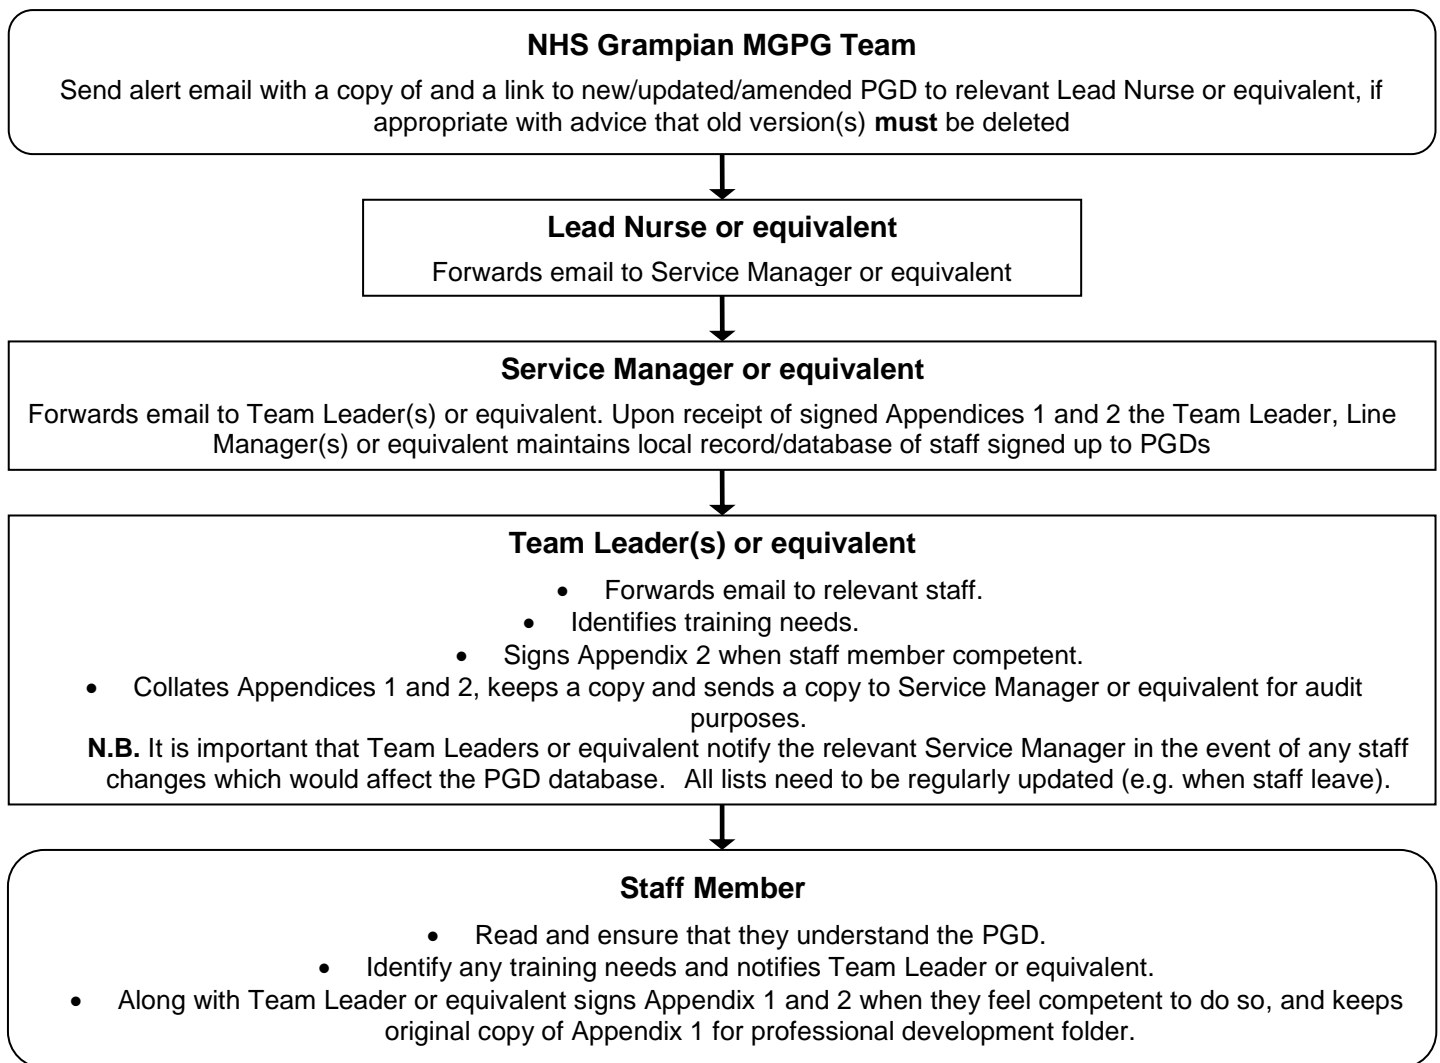 NHS Grampian MGPG Team
Send alert email with a copy of and a link to new/updated/amended PGD to relevant Lead Nurse or equivalent, if
appropriate with advice that old version(s) must be deleted
Lead Nurse or equivalent
Forwards email to Service Manager or equivalent
Service Manager or equivalent
Forwards email to Team Leader(s) or equivalent. Upon receipt of signed Appendices 1 and 2 the Team Leader, Line
Manager(s) or equivalent maintains local record/database of staff signed up to PGDs
Team Leader(s) or equivalent
• Forwards email to relevant staff.
• Identifies training needs.
• Signs Appendix 2 when staff member competent.
• Collates Appendices 1 and 2, keeps a copy and sends a copy to Service Manager or equivalent for audit
purposes.
N.B. It is important that Team Leaders or equivalent notify the relevant Service Manager in the event of any staff
changes which would affect the PGD database. All lists need to be regularly updated (e.g. when staff leave).
Staff Member
• Read and ensure that they understand the PGD.
• Identify any training needs and notifies Team Leader or equivalent.
• Along with Team Leader or equivalent signs Appendix 1 and 2 when they feel competent to do so, and keeps
original copy of Appendix 1 for professional development folder.